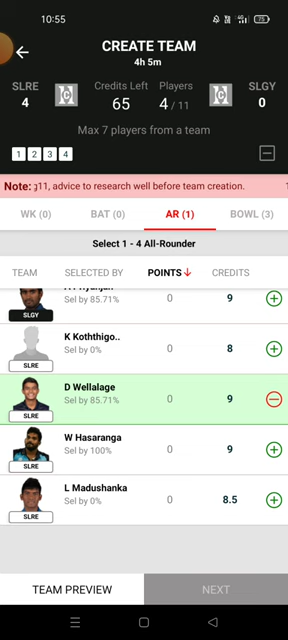 10:55 4G 75
CREATE TEAM
4h 5m
SLRE Credits Left Players SLGY
4 65 4 / 11 0
Max 7 players from a team
1 2 3 4
Note: g11, advice to research well before team creation.
WK (0) BAT (0) AR (1) BOWL (3)
Select 1 - 4 All-Rounder
TEAM SELECTED BY POINTS CREDITS
Sel by 85.71% 0 9
SLGY
K Koththigo.. 0 8
Sel by 0%
SLRE
D Wellalage 0 9
Sel by 85.71%
SLRE
W Hasaranga 0 9
Sel by 100%
SLRE
L Madushanka 0 8.5
Sel by 0%
SLRE
TEAM PREVIEW NEXT